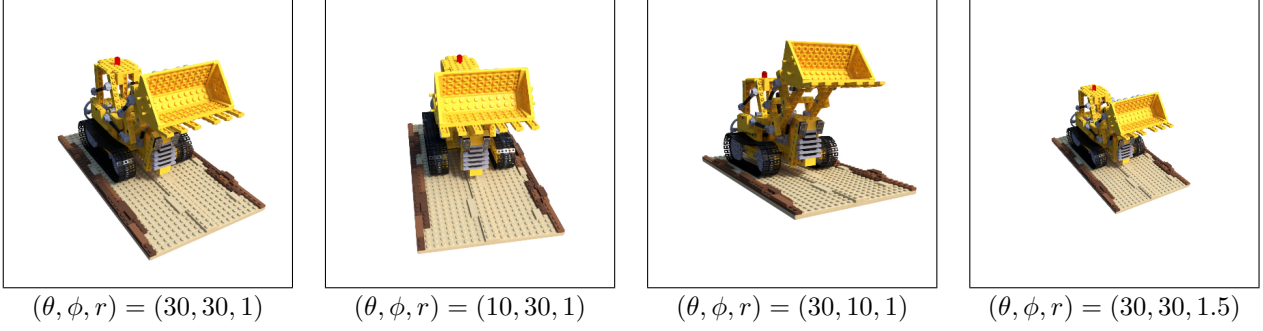 (θ, ϕ, r) = (30, 30, 1)
(θ, ϕ, r) = (10, 30, 1)
(θ, ϕ, r) = (30, 10, 1)
(θ, ϕ, r) = (30, 30, 1.5)